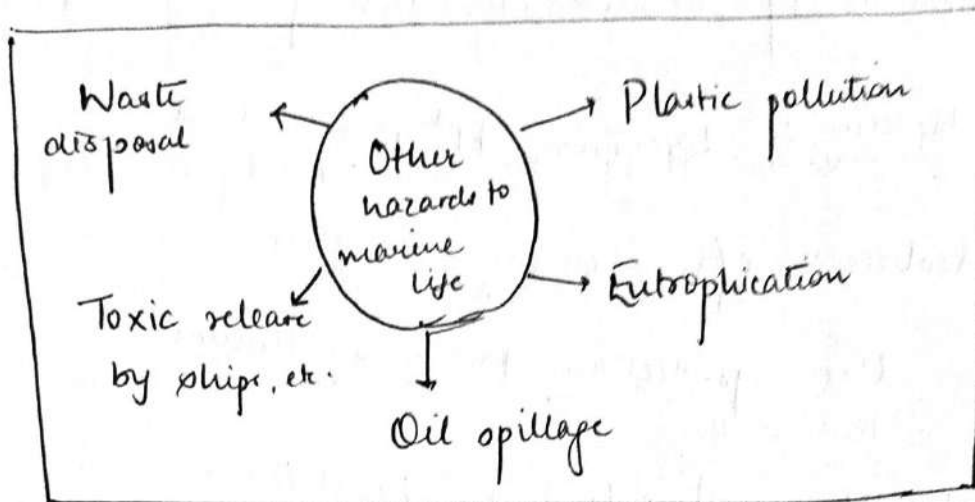 Other
hazards to
marine
life
Waste
disposal
Plastic pollution
Toxic release
by ships, etc.
Eutrophication
Oil spillage